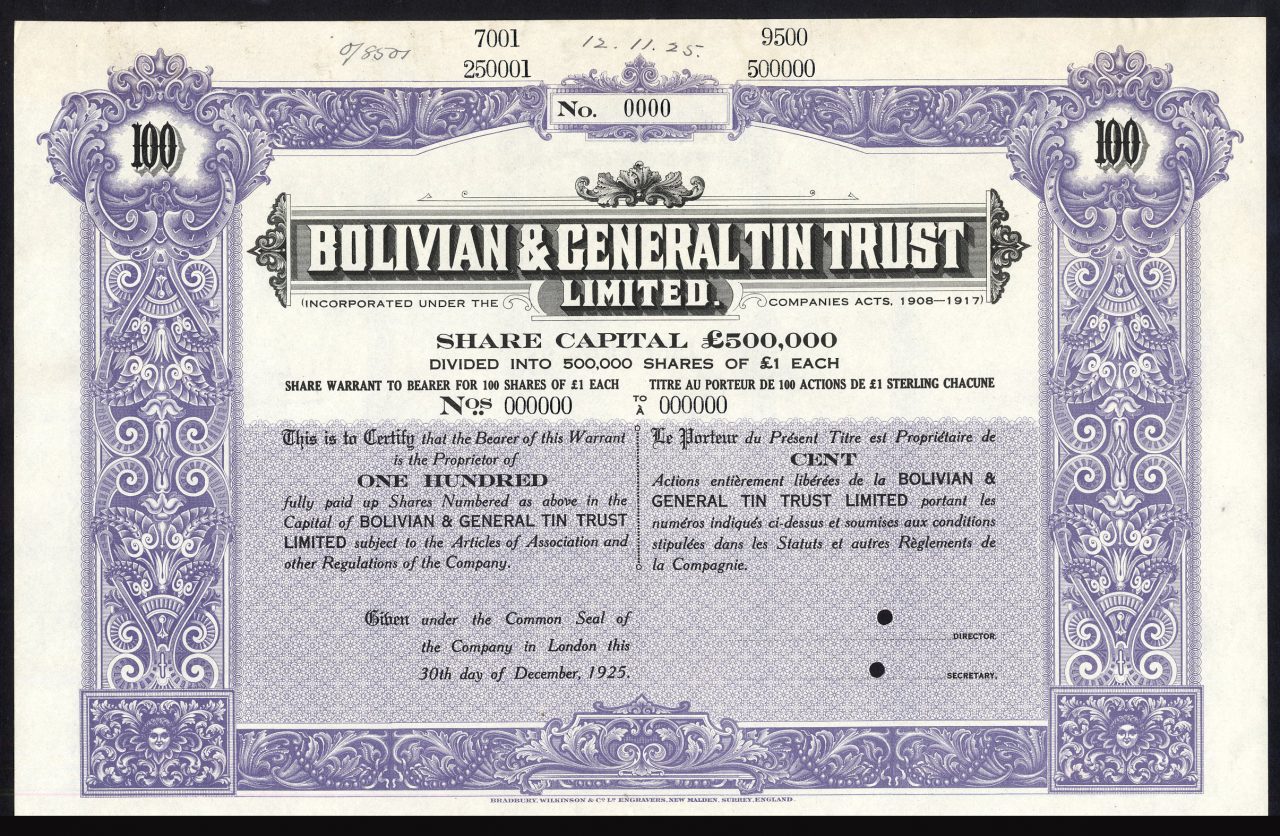 7001 12.11.25. 9500
0/8501
250001 500000
No. 0000
100 100
BOLIVIAN & GENERAL TIN TRUST
LIMITED.
(INCORPORATED UNDER THE COMPANIES ACTS, 1908—1917)
SHARE CAPITAL £500,000
DIVIDED INTO 500,000 SHARES OF £1 EACH
SHARE WARRANT TO BEARER FOR 100 SHARES OF £1 EACH TITRE AU PORTEUR DE 100 ACTIONS DE £1 STERLING CHACUNE
Nos 000000 TO A 000000
This is to Certify that the Bearer of this Warrant
is the Proprietor of
ONE HUNDRED
fully paid up Shares Numbered as above in the
Capital of BOLIVIAN & GENERAL TIN TRUST
LIMITED subject to the Articles of Association and
other Regulations of the Company.
Le Porteur du Présent Titre est Propriétaire de
CENT
Actions entièrement libérées de la BOLIVIAN &
GENERAL TIN TRUST LIMITED portant les
numéros indiqués ci-dessus et soumises aux conditions
stipulées dans les Statuts et autres Règlements de
la Compagnie.
Given under the Common Seal of
the Company in London this
30th day of December, 1925.
DIRECTOR.
SECRETARY.
BRADBURY, WILKINSON & Co Ld ENGRAVERS, NEW MALDEN, SURREY, ENGLAND.